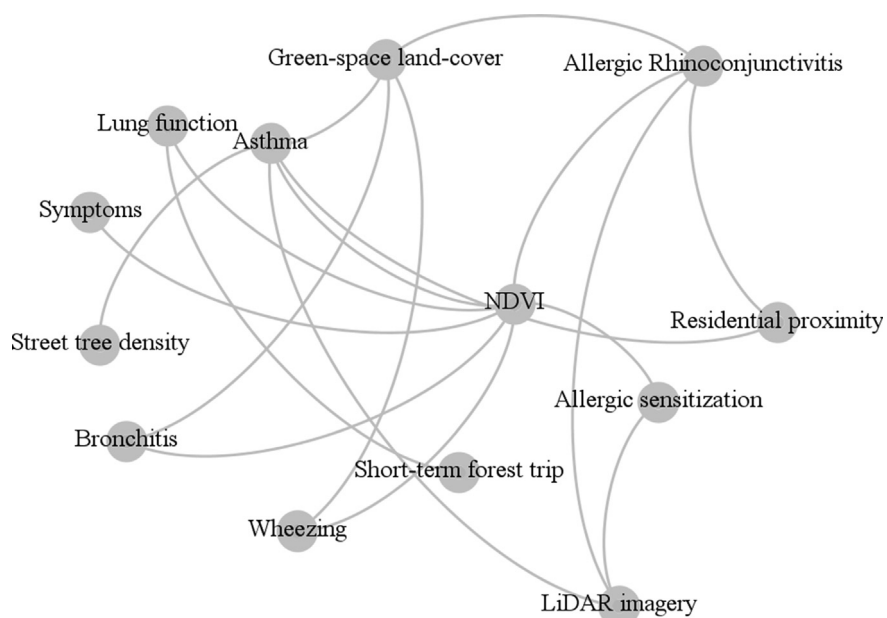 Green-space land-cover
Allergic Rhinoconjunctivitis
Lung function
Asthma
Symptoms
NDVI
Residential proximity
Street tree density
Allergic sensitization
Bronchitis
Short-term forest trip
Wheezing
LiDAR imagery